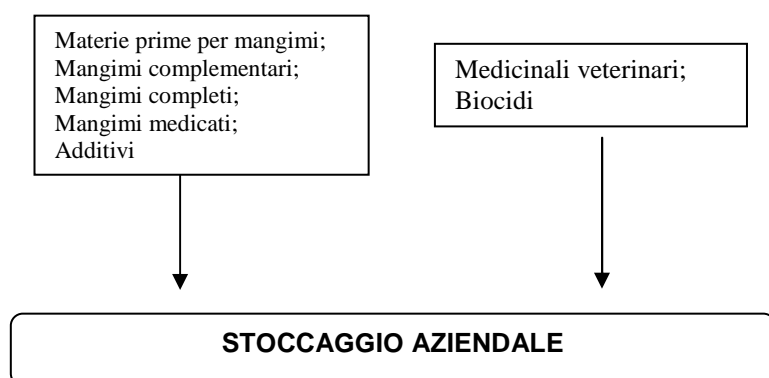 Materie prime per mangimi;
Mangimi complementari;
Mangimi completi;
Mangimi medicati;
Additivi
Medicinali veterinari;
Biocidi
STOCCAGGIO AZIENDALE